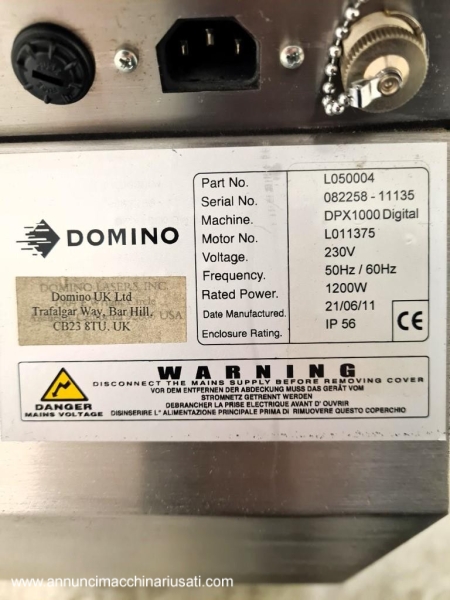 Part No. L050004
Serial No. 082258 - 11135
Machine. DPX1000 Digital
Motor No. L011375
Voltage. 230V
Frequency. 50Hz / 60Hz
Rated Power. 1200W
Date Manufactured. 21/06/11
Enclosure Rating. IP 56
CE
DOMINO
DOMINO LASERS, INC.
Domino UK Ltd
Trafalgar Way, Bar Hill,
USA
CB23 8TU. UK
DANGER
MAINS VOLTAGE
WARNING
DISCONNECT THE MAINS SUPPLY BEFORE REMOVING COVER
VOR DEM ENTFERNEN DER ABDECKUNG MUSS DAS GERÄT VOM
STROMNETZ GETRENNT WERDEN
DEBRANCHER LA PRISE ELECTRIQUE AVANT D' OUVRIR
DISINSERIRE L' ALIMENTAZIONE PRINCIPALE PRIMA DI RIMUOVERE QUESTO COPERCHIO
www.annuncimacchinariusati.com